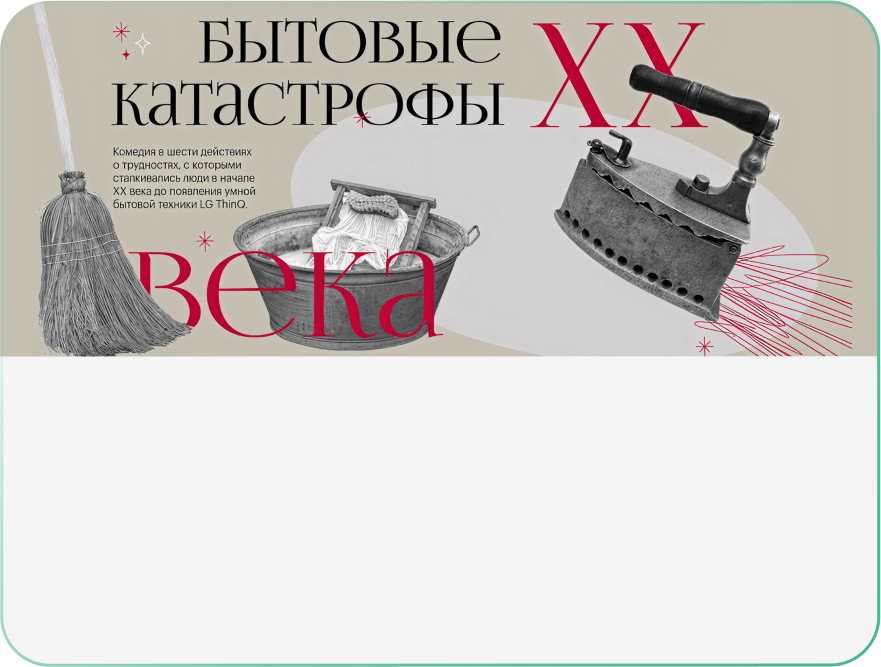 БЫТОВЫЕ
КАТАСТРОФЫ XX
Комедия в шести действиях
о трудностях, с которыми
сталкивались люди в начале
XX века до появления умной
бытовой техники LG ThinQ.
века